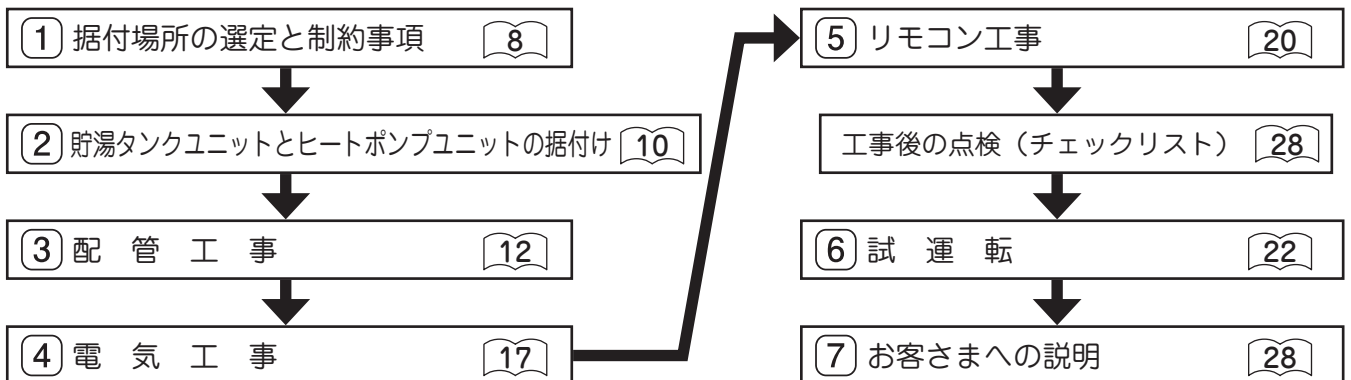 1 据付場所の選定と制約事項 8
2 貯湯タンクユニットとヒートポンプユニットの据付け 10
3 配管工事 12
4 電気工事 17
5 リモコン工事 20
工事後の点検（チェックリスト） 28
6 試運転 22
7 お客さまへの説明 28